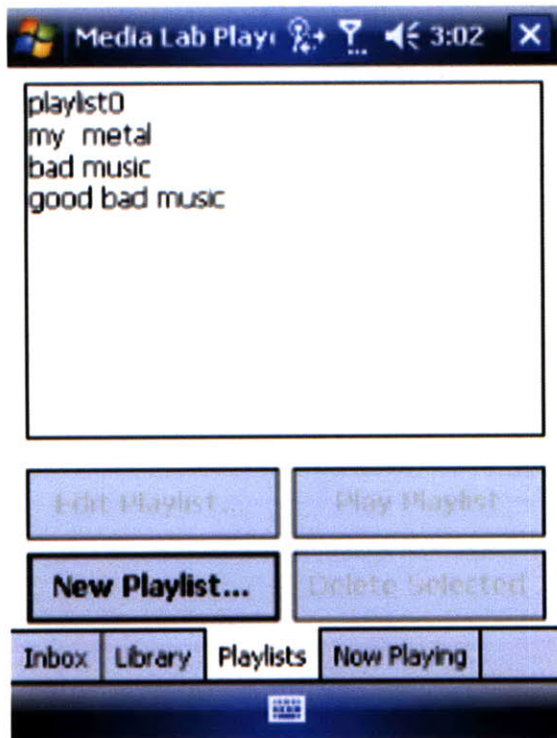 Media Lab Playe 3:02
playlist0
my metal
bad music
good bad music
Edit Playlist... Play Playlist
New Playlist... Delete Selected
Inbox Library Playlists Now Playing